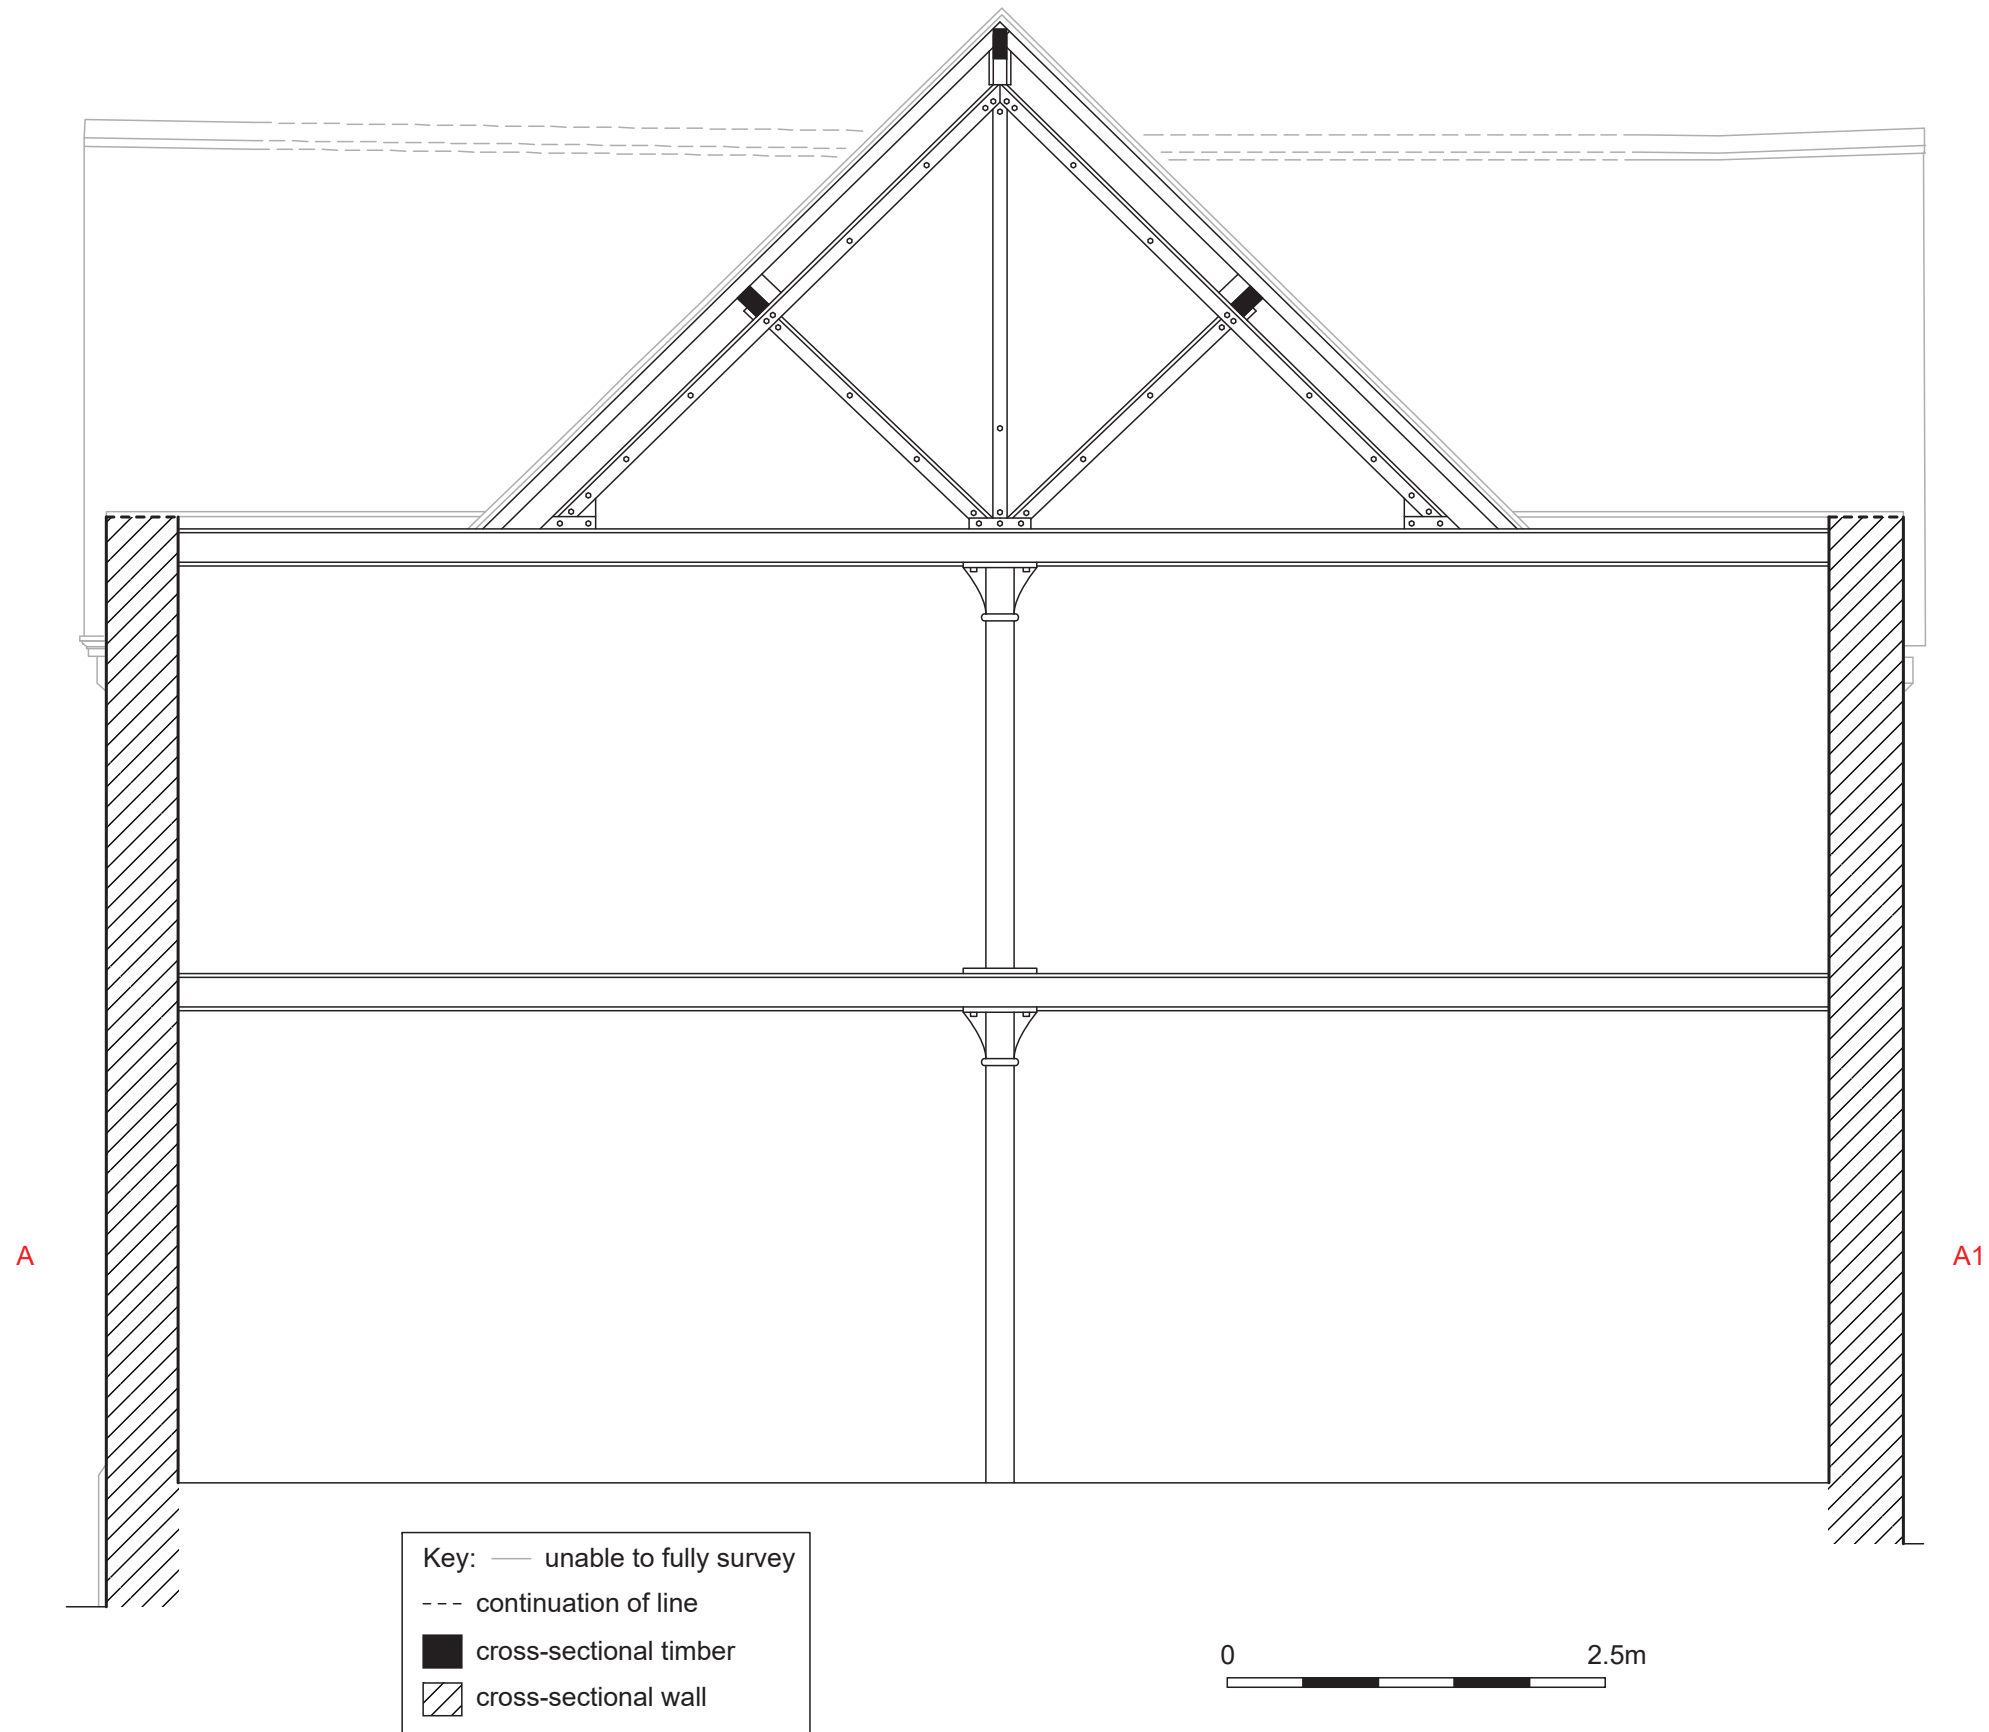 A
A1
Key: unable to fully survey
continuation of line
cross-sectional timber
cross-sectional wall
0 2.5m